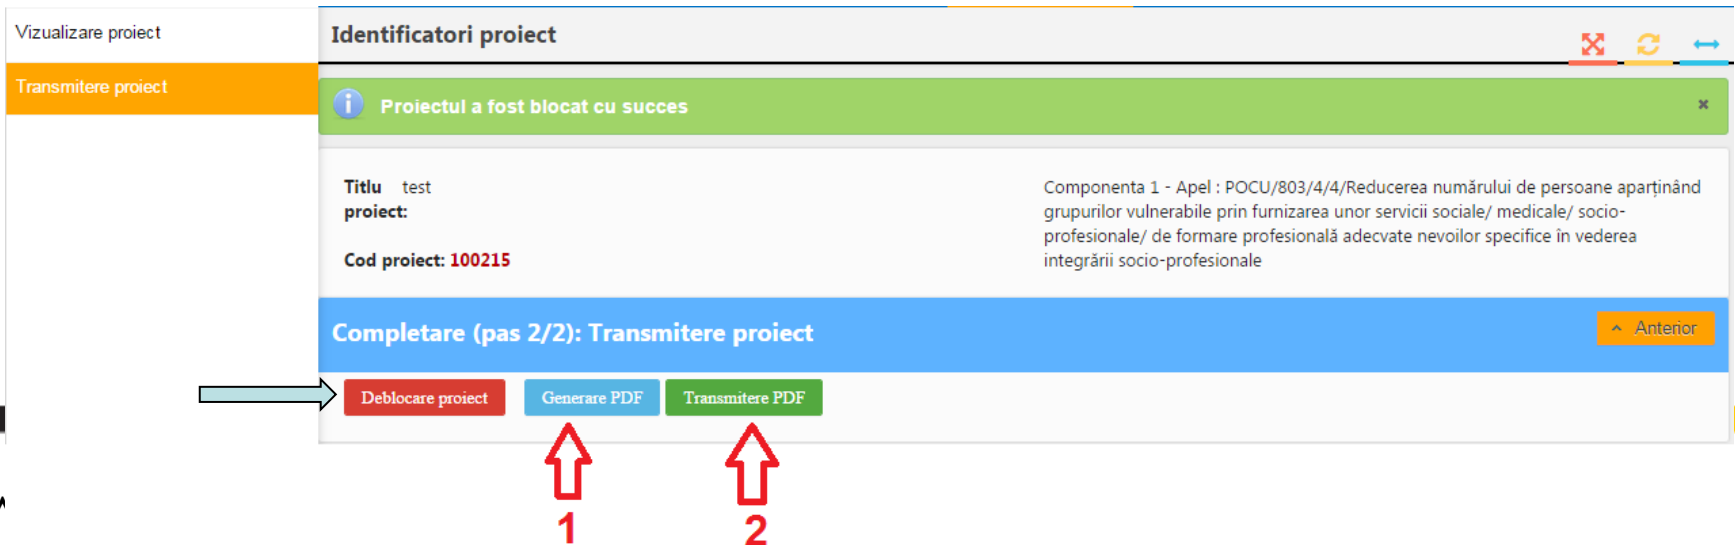 Vizualizare proiect
Transmitere proiect
Identificatori proiect
Proiectul a fost blocat cu succes
Titlu proiect: test
Cod proiect: 100215
Componenta 1 - Apel : POCU/803/4/4/Reducerea numărului de persoane aparținând
grupurilor vulnerabile prin furnizarea unor servicii sociale/ medicale/ socio-
profesionale/ de formare profesională adecvate nevoilor specifice în vederea
integrării socio-profesionale
Completare (pas 2/2): Transmitere proiect
Anterior
Deblocare proiect
Generare PDF
Transmitere PDF
1
2